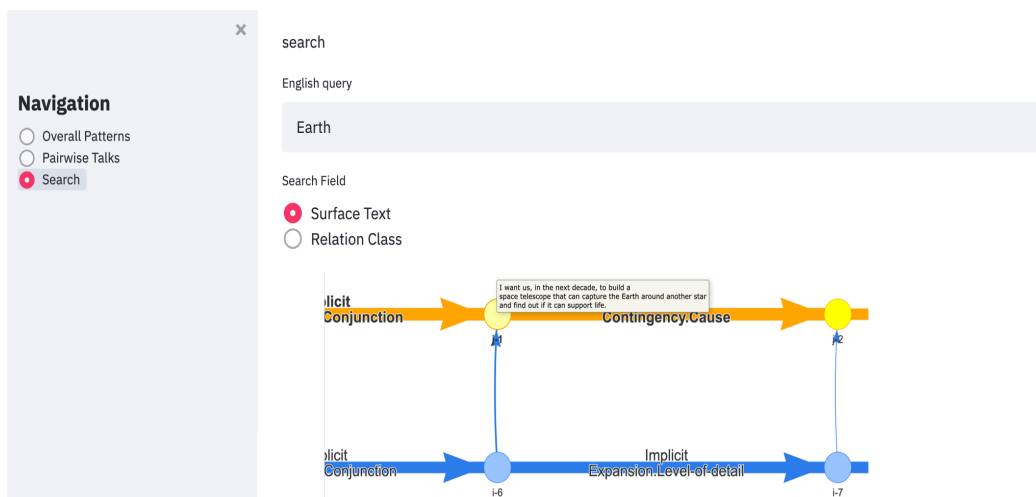 ×
Navigation
Overall Patterns
Pairwise Talks
Search
search
English query
Earth
Search Field
Surface Text
Relation Class
I want us, in the next decade, to build a
space telescope that can capture the Earth around another star
and find out if it can support life.
plicit
Conjunction
Contingency.Cause
plicit
Conjunction
Implicit
Expansion.Level-of-detail
i-6
i-7